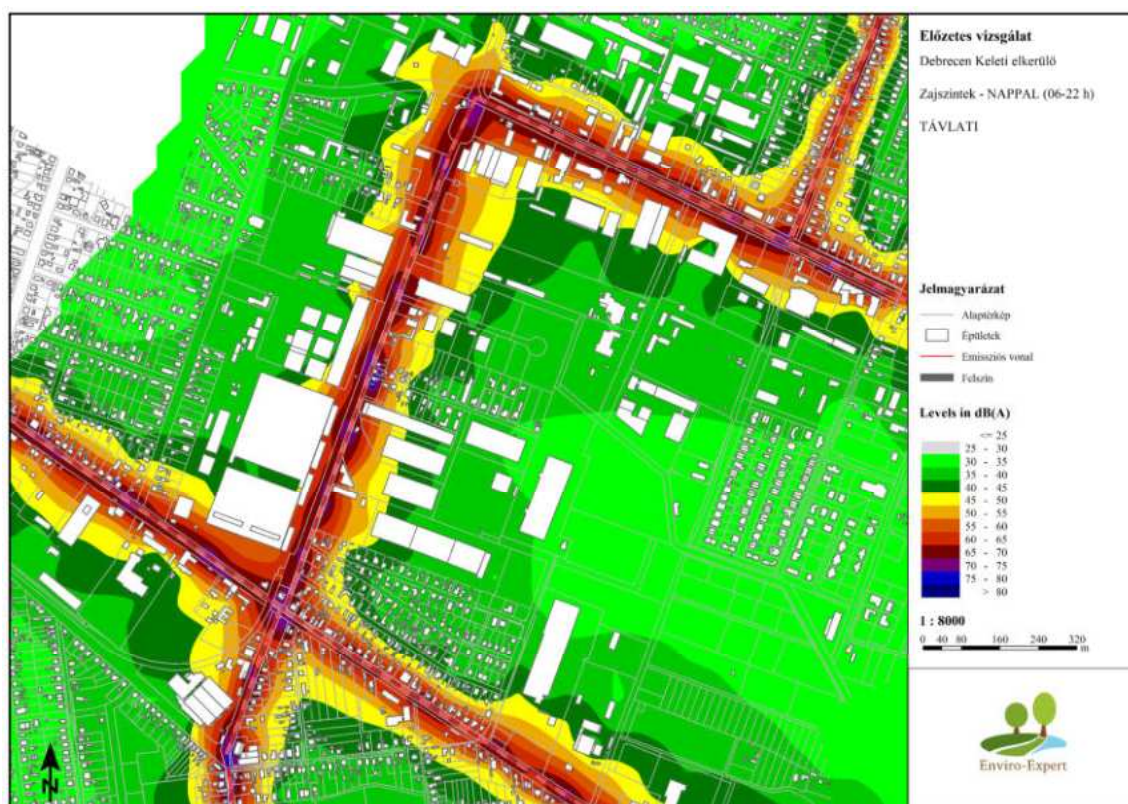 Előzetes vizsgálat
Debrecen Keleti elkerülő
Zajszintek - NAPPAL (06-22 h)
TÁVLATI
Jelmagyarázat
Alaptérkép
Épületek
Emissziós vonal
Felszín
Levels in dB(A)
<= 25
25 - 30
30 - 35
35 - 40
40 - 45
45 - 50
50 - 55
55 - 60
60 - 65
65 - 70
70 - 75
75 - 80
> 80
1 : 8000
0 40 80 160 240 320
m
Enviro-Expert
N